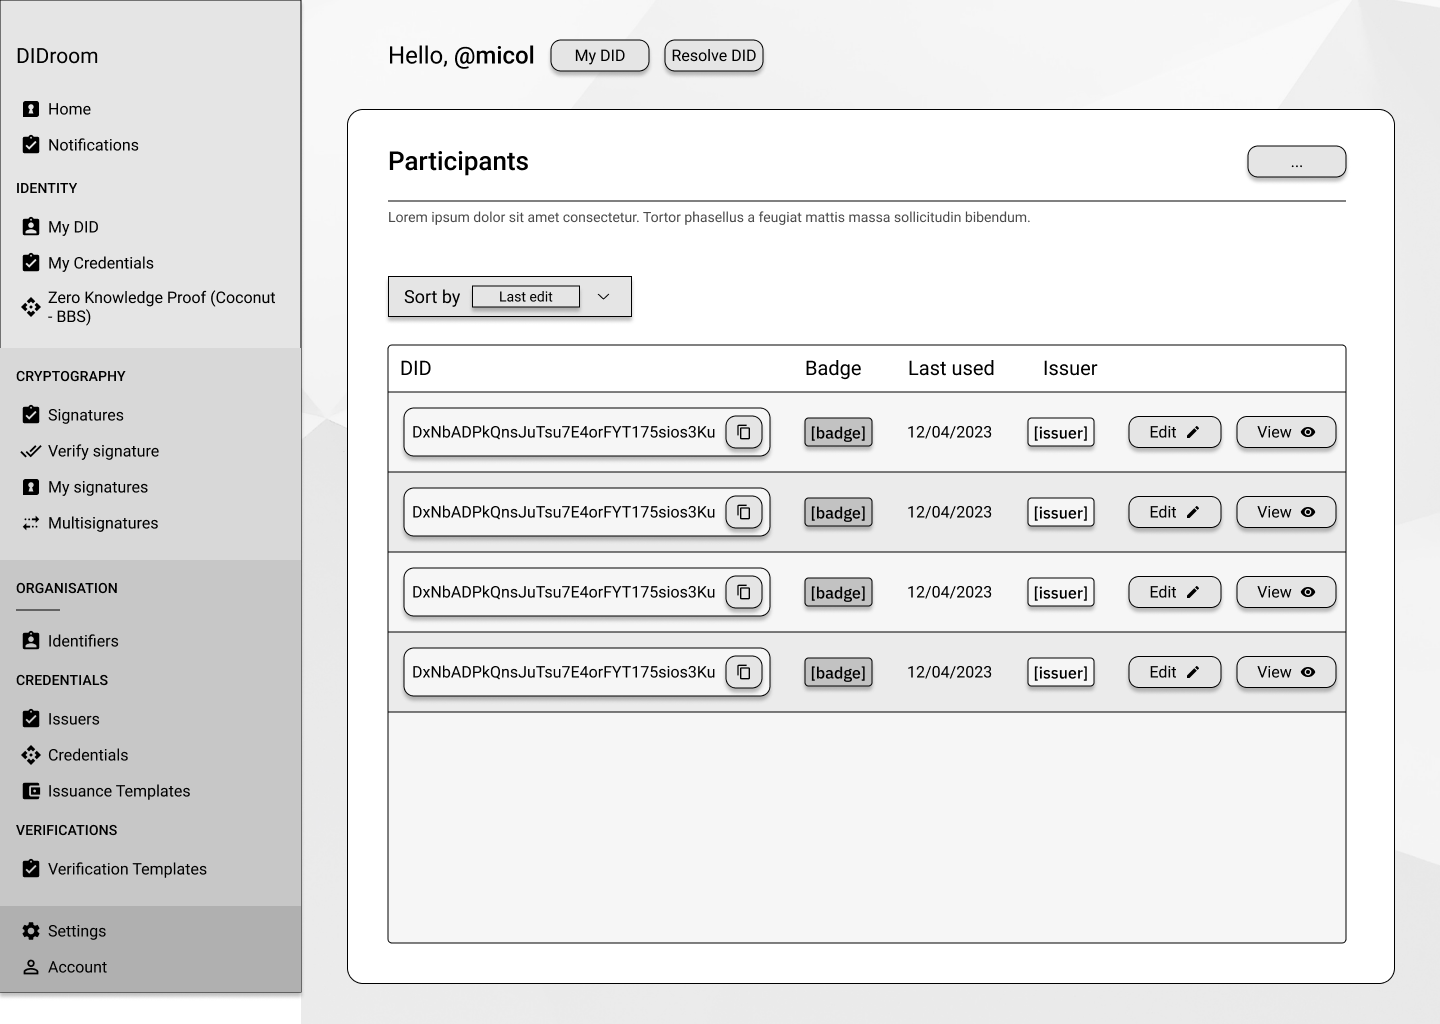 DIDroom
Home
Notifications
IDENTITY
My DID
My Credentials
Zero Knowledge Proof (Coconut
- BBS)
CRYPTOGRAPHY
Signatures
Verify signature
My signatures
Multisignatures
ORGANISATION
Identifiers
CREDENTIALS
Issuers
Credentials
Issuance Templates
VERIFICATIONS
Verification Templates
Settings
Account
Hello, @micol My DID Resolve DID
Participants ...
Lorem ipsum dolor sit amet consectetur. Tortor phasellus a feugiat mattis massa sollicitudin bibendum.
Sort by Last edit
DID Badge Last used Issuer
DxNbADPkQnsJuTsu7E4orFYT175sios3Ku [badge] 12/04/2023 [issuer] Edit View
DxNbADPkQnsJuTsu7E4orFYT175sios3Ku [badge] 12/04/2023 [issuer] Edit View
DxNbADPkQnsJuTsu7E4orFYT175sios3Ku [badge] 12/04/2023 [issuer] Edit View
DxNbADPkQnsJuTsu7E4orFYT175sios3Ku [badge] 12/04/2023 [issuer] Edit View